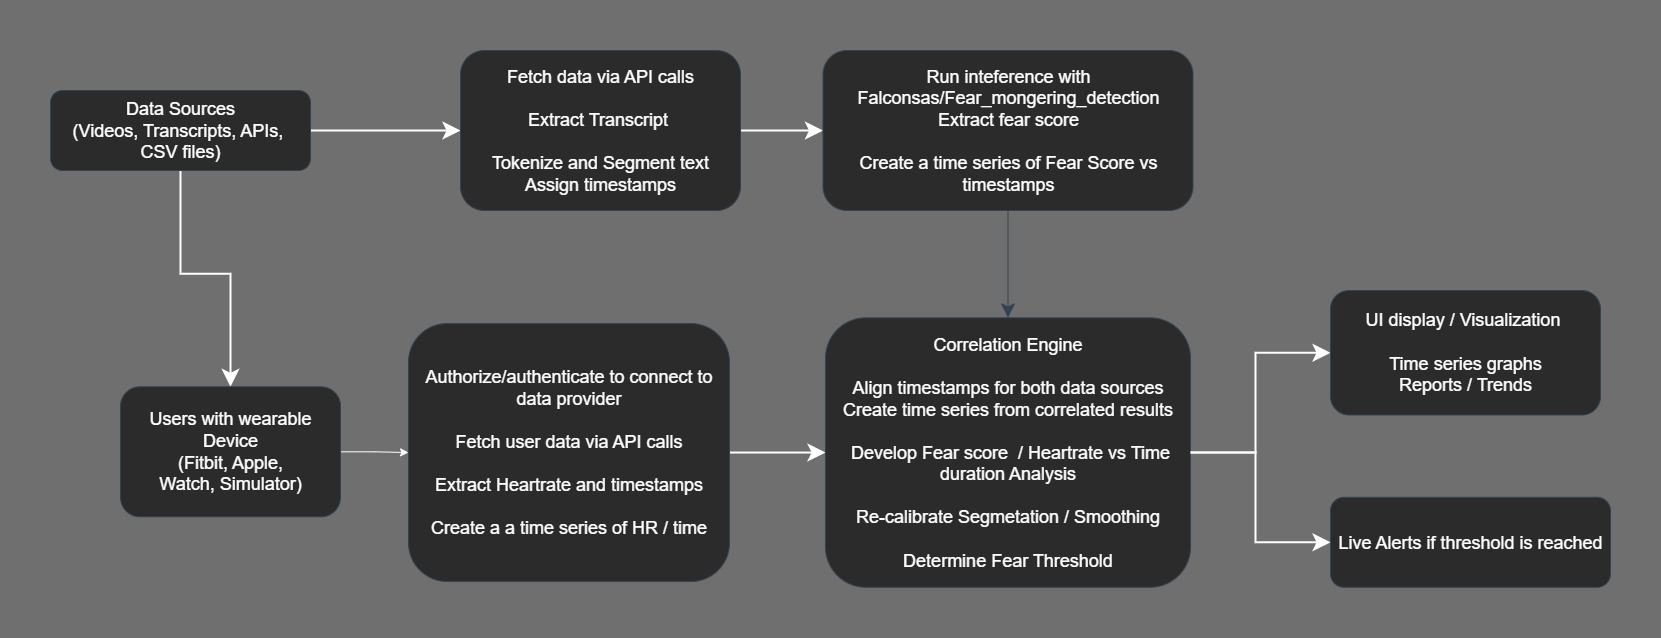 Data Sources
(Videos, Transcripts, APIs,
CSV files)
Fetch data via API calls
Extract Transcript
Tokenize and Segment text
Assign timestamps
Run inteference with
Falconsas/Fear_mongering_detection
Extract fear score
Create a time series of Fear Score vs
timestamps
Users with wearable
Device
(Fitbit, Apple,
Watch, Simulator)
Authorize/authenticate to connect to
data provider
Fetch user data via API calls
Extract Heartrate and timestamps
Create a a time series of HR / time
Correlation Engine
Align timestamps for both data sources
Create time series from correlated results
Develop Fear score / Heartrate vs Time
duration Analysis
Re-calibrate Segmetation / Smoothing
Determine Fear Threshold
UI display / Visualization
Time series graphs
Reports / Trends
Live Alerts if threshold is reached